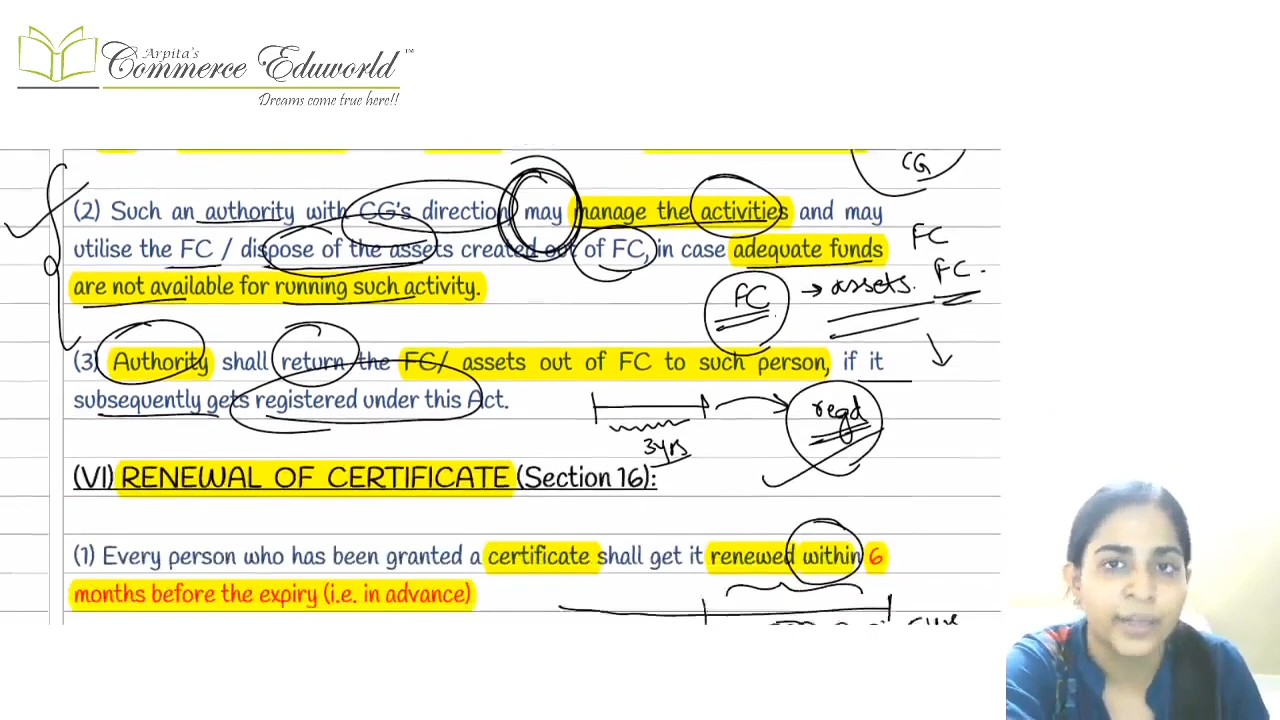 Arpita's
Commerce Eduworld™
Dreams come true here!!
CG
(2) Such an authority with CG's direction may manage the activities and may
utilise the FC / dispose of the assets created out of FC, in case adequate funds
are not available for running such activity.
FC
FC → assets. FC.
(3) Authority shall return the FC/ assets out of FC to such person, if it
subsequently gets registered under this Act.
regd
3yrs
(VI) RENEWAL OF CERTIFICATE (Section 16):
(1) Every person who has been granted a certificate shall get it renewed within 6
months before the expiry (i.e. in advance)